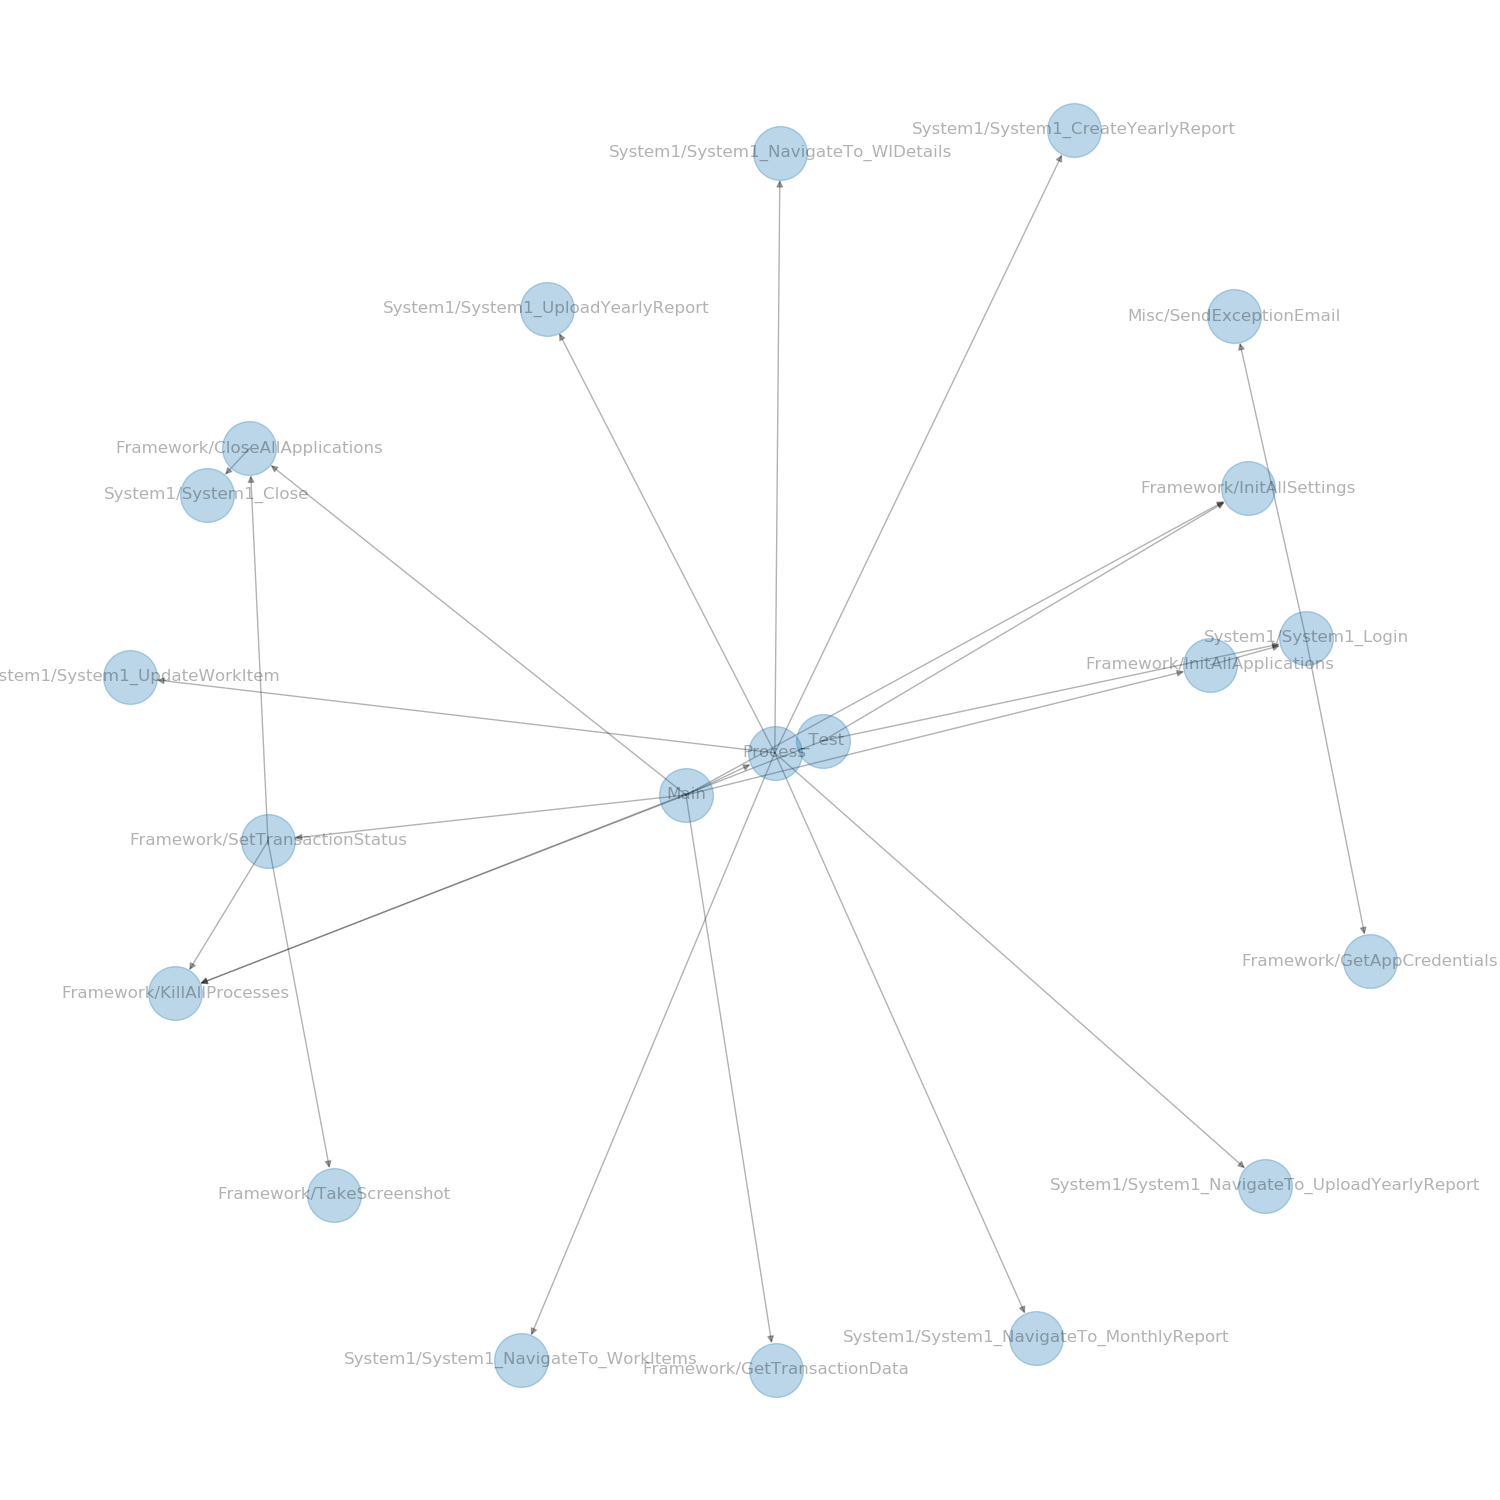 System1/System1_CreateYearlyReport
System1/System1_NavigateTo_WIDetails
System1/System1_UploadYearlyReport
Misc/SendExceptionEmail
Framework/CloseAllApplications
Framework/InitAllSettings
System1/System1_Close
System1/System1_Login
Framework/InitAllApplications
stem1/System1_UpdateWorkItem
Test
Process
Main
Framework/SetTransactionStatus
Framework/GetAppCredentials
Framework/KillAllProcesses
System1/System1_NavigateTo_UploadYearlyReport
Framework/TakeScreenshot
System1/System1_NavigateTo_MonthlyReport
System1/System1_NavigateTo_WorkItems
Framework/GetTransactionData